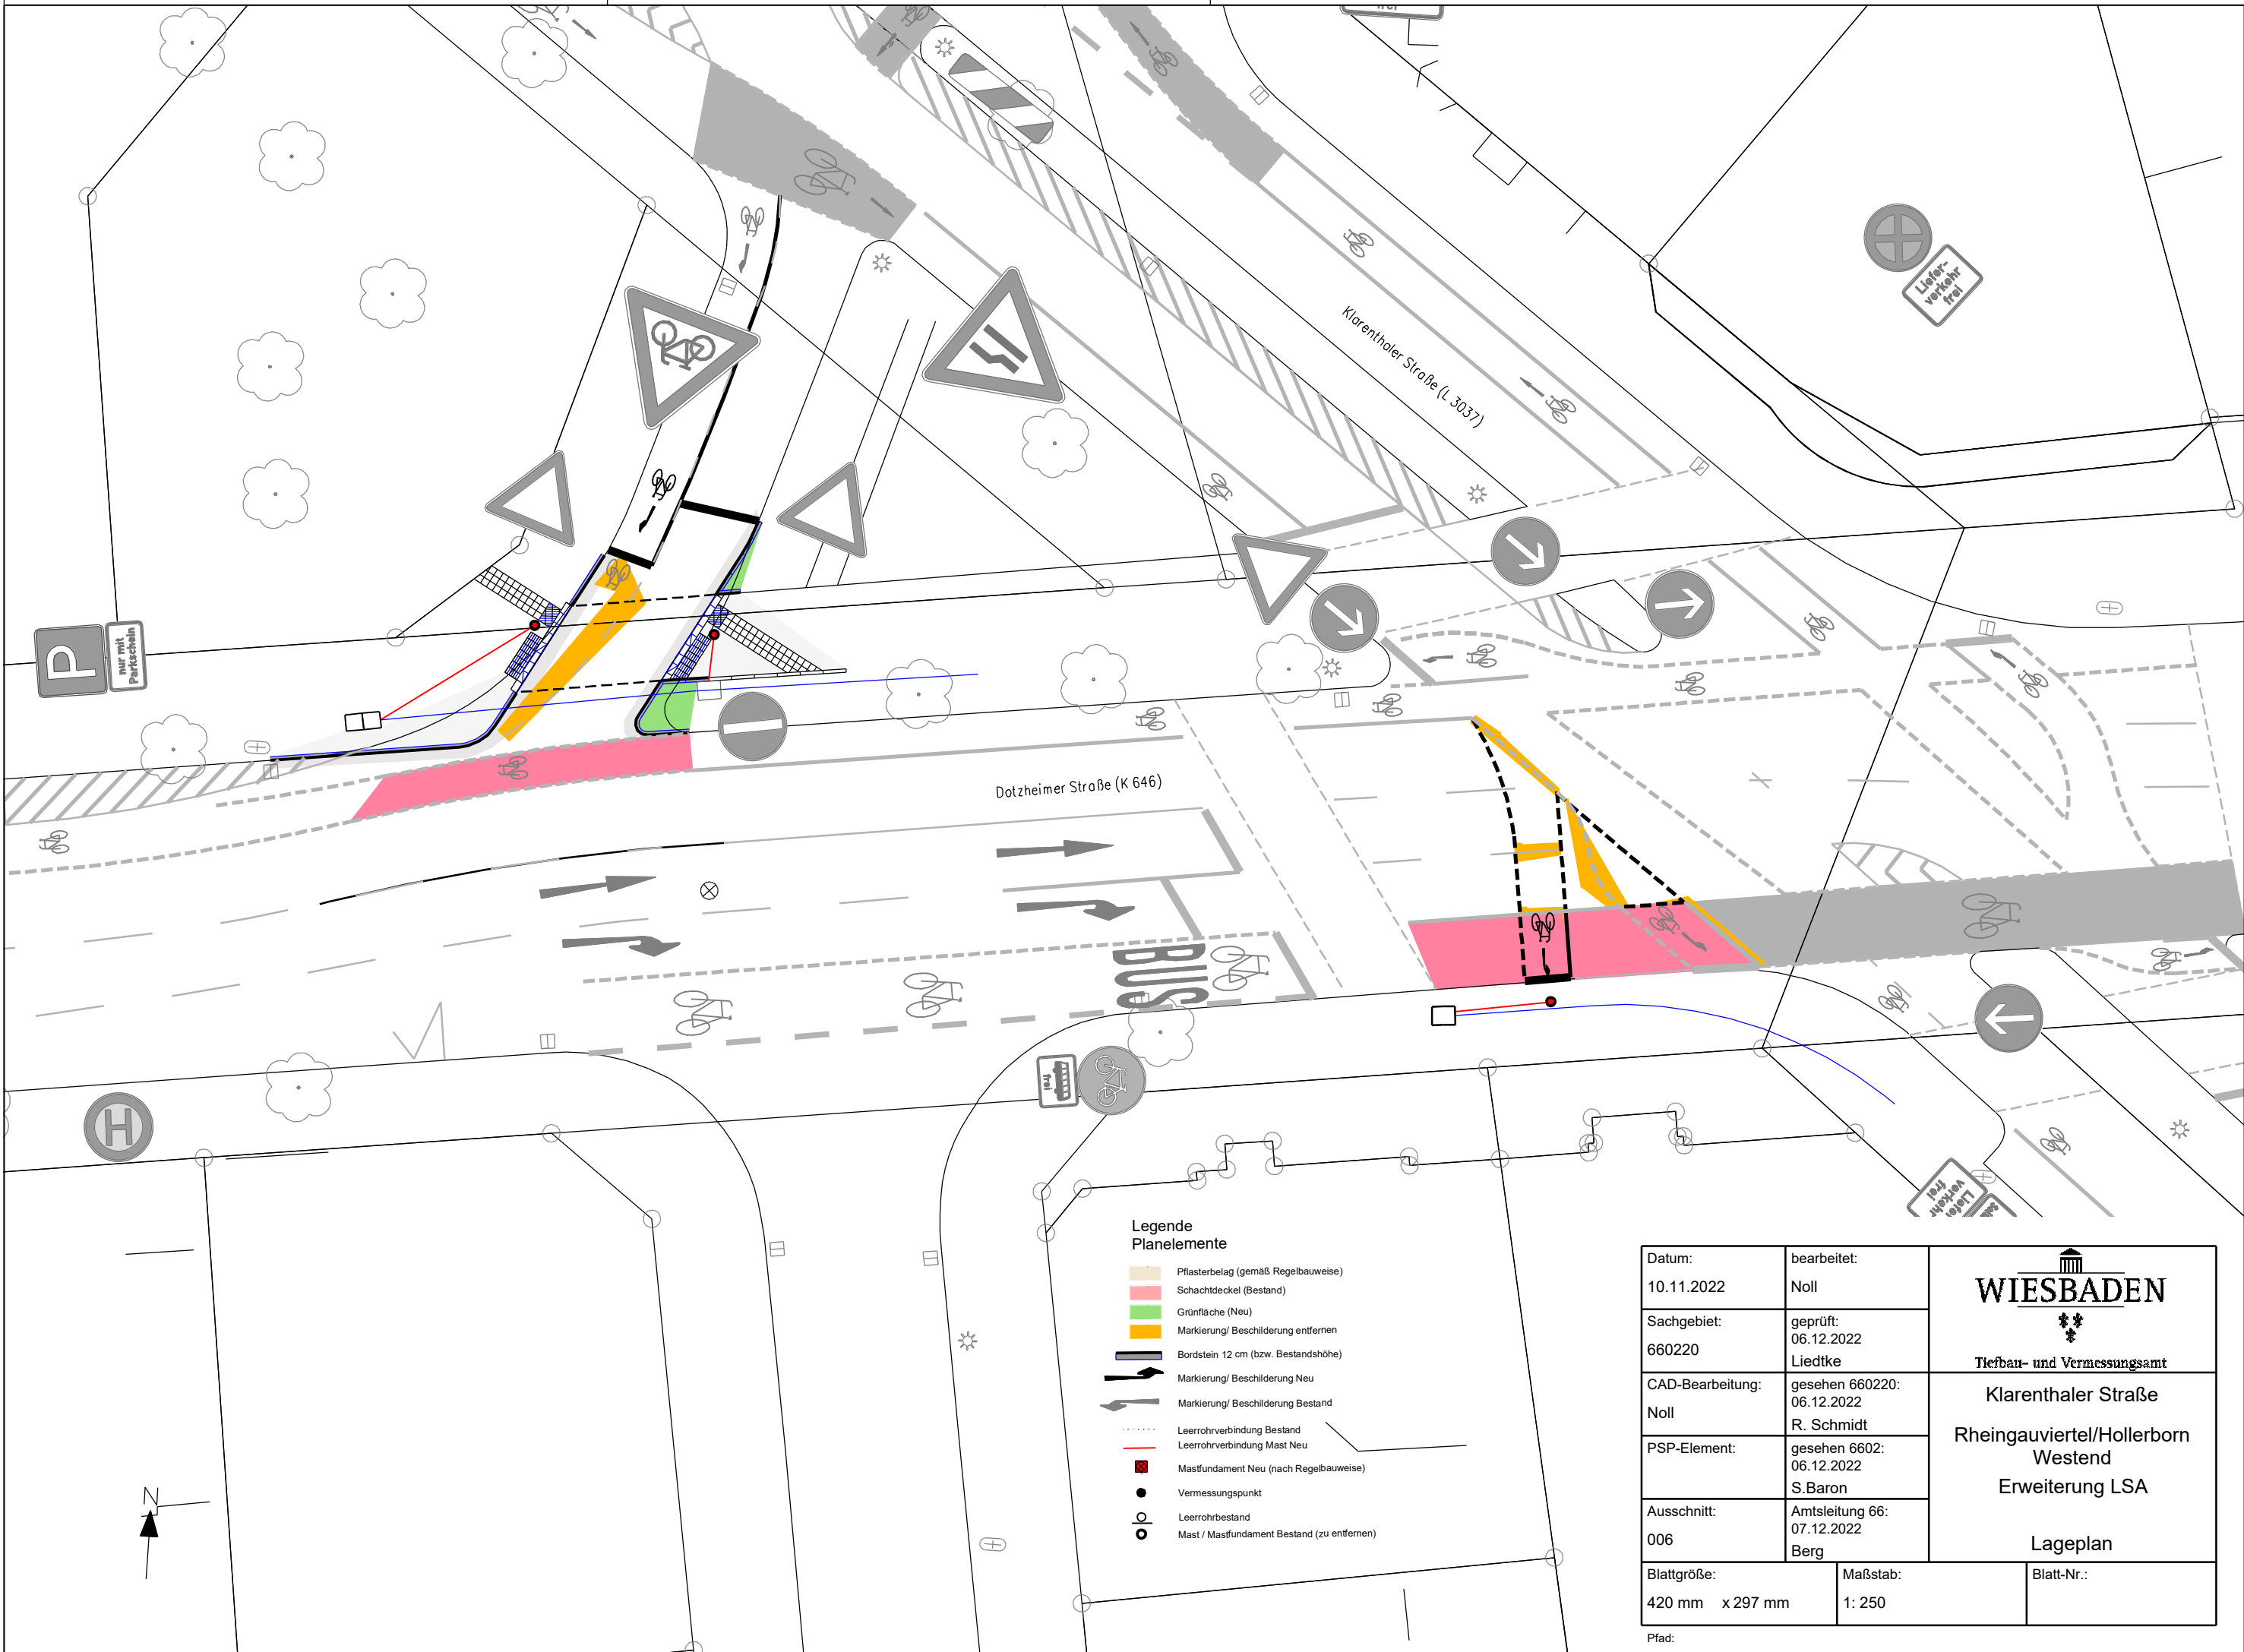 frei
Liefer-
verkehr
frei
Klarenthaler Straße (L 3037)
P
nur mit
Parkschein
Dotzheimer Straße (K 646)
BUS
frei
H
Liefer-
verkehr
frei
N
Legende
Planelemente
Pflasterbelag (gemäß Regelbauweise)
Schachtdeckel (Bestand)
Grünfläche (Neu)
Markierung/ Beschilderung entfernen
Bordstein 12 cm (bzw. Bestandshöhe)
Markierung/ Beschilderung Neu
Markierung/ Beschilderung Bestand
Leerrohrverbindung Bestand
Leerrohrverbindung Mast Neu
Mastfundament Neu (nach Regelbauweise)
Vermessungspunkt
Leerrohrbestand
Mast / Mastfundament Bestand (zu entfernen)
Datum:
10.11.2022
bearbeitet:
Noll
WIESBADEN
Tiefbau- und Vermessungsamt
Sachgebiet:
660220
geprüft:
06.12.2022
Liedtke
CAD-Bearbeitung:
Noll
gesehen 660220:
06.12.2022
R. Schmidt
Klarenthaler Straße
Rheingauviertel/Hollerborn
Westend
Erweiterung LSA
Lageplan
PSP-Element:
gesehen 6602:
06.12.2022
S.Baron
Ausschnitt:
006
Amtsleitung 66:
07.12.2022
Berg
Blattgröße:
420 mm x 297 mm
Maßstab:
1: 250
Blatt-Nr.:
Pfad: